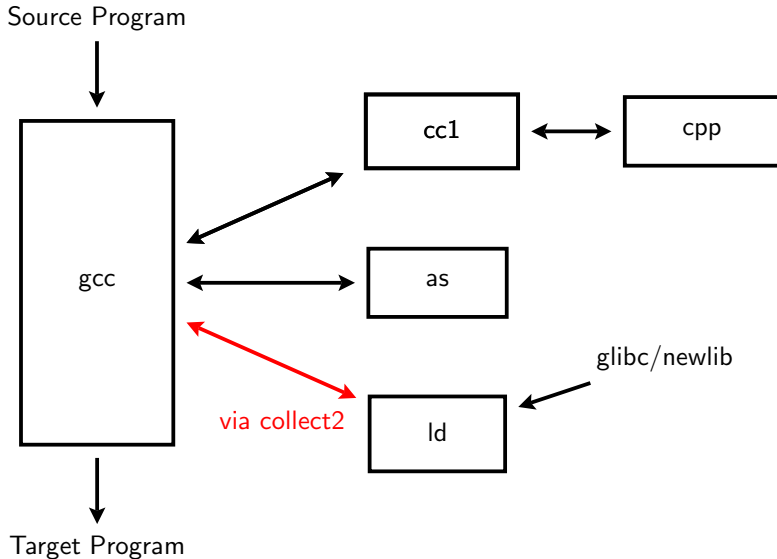 Source Program
cc1
cpp
gcc
as
glibc/newlib
via collect2
ld
Target Program